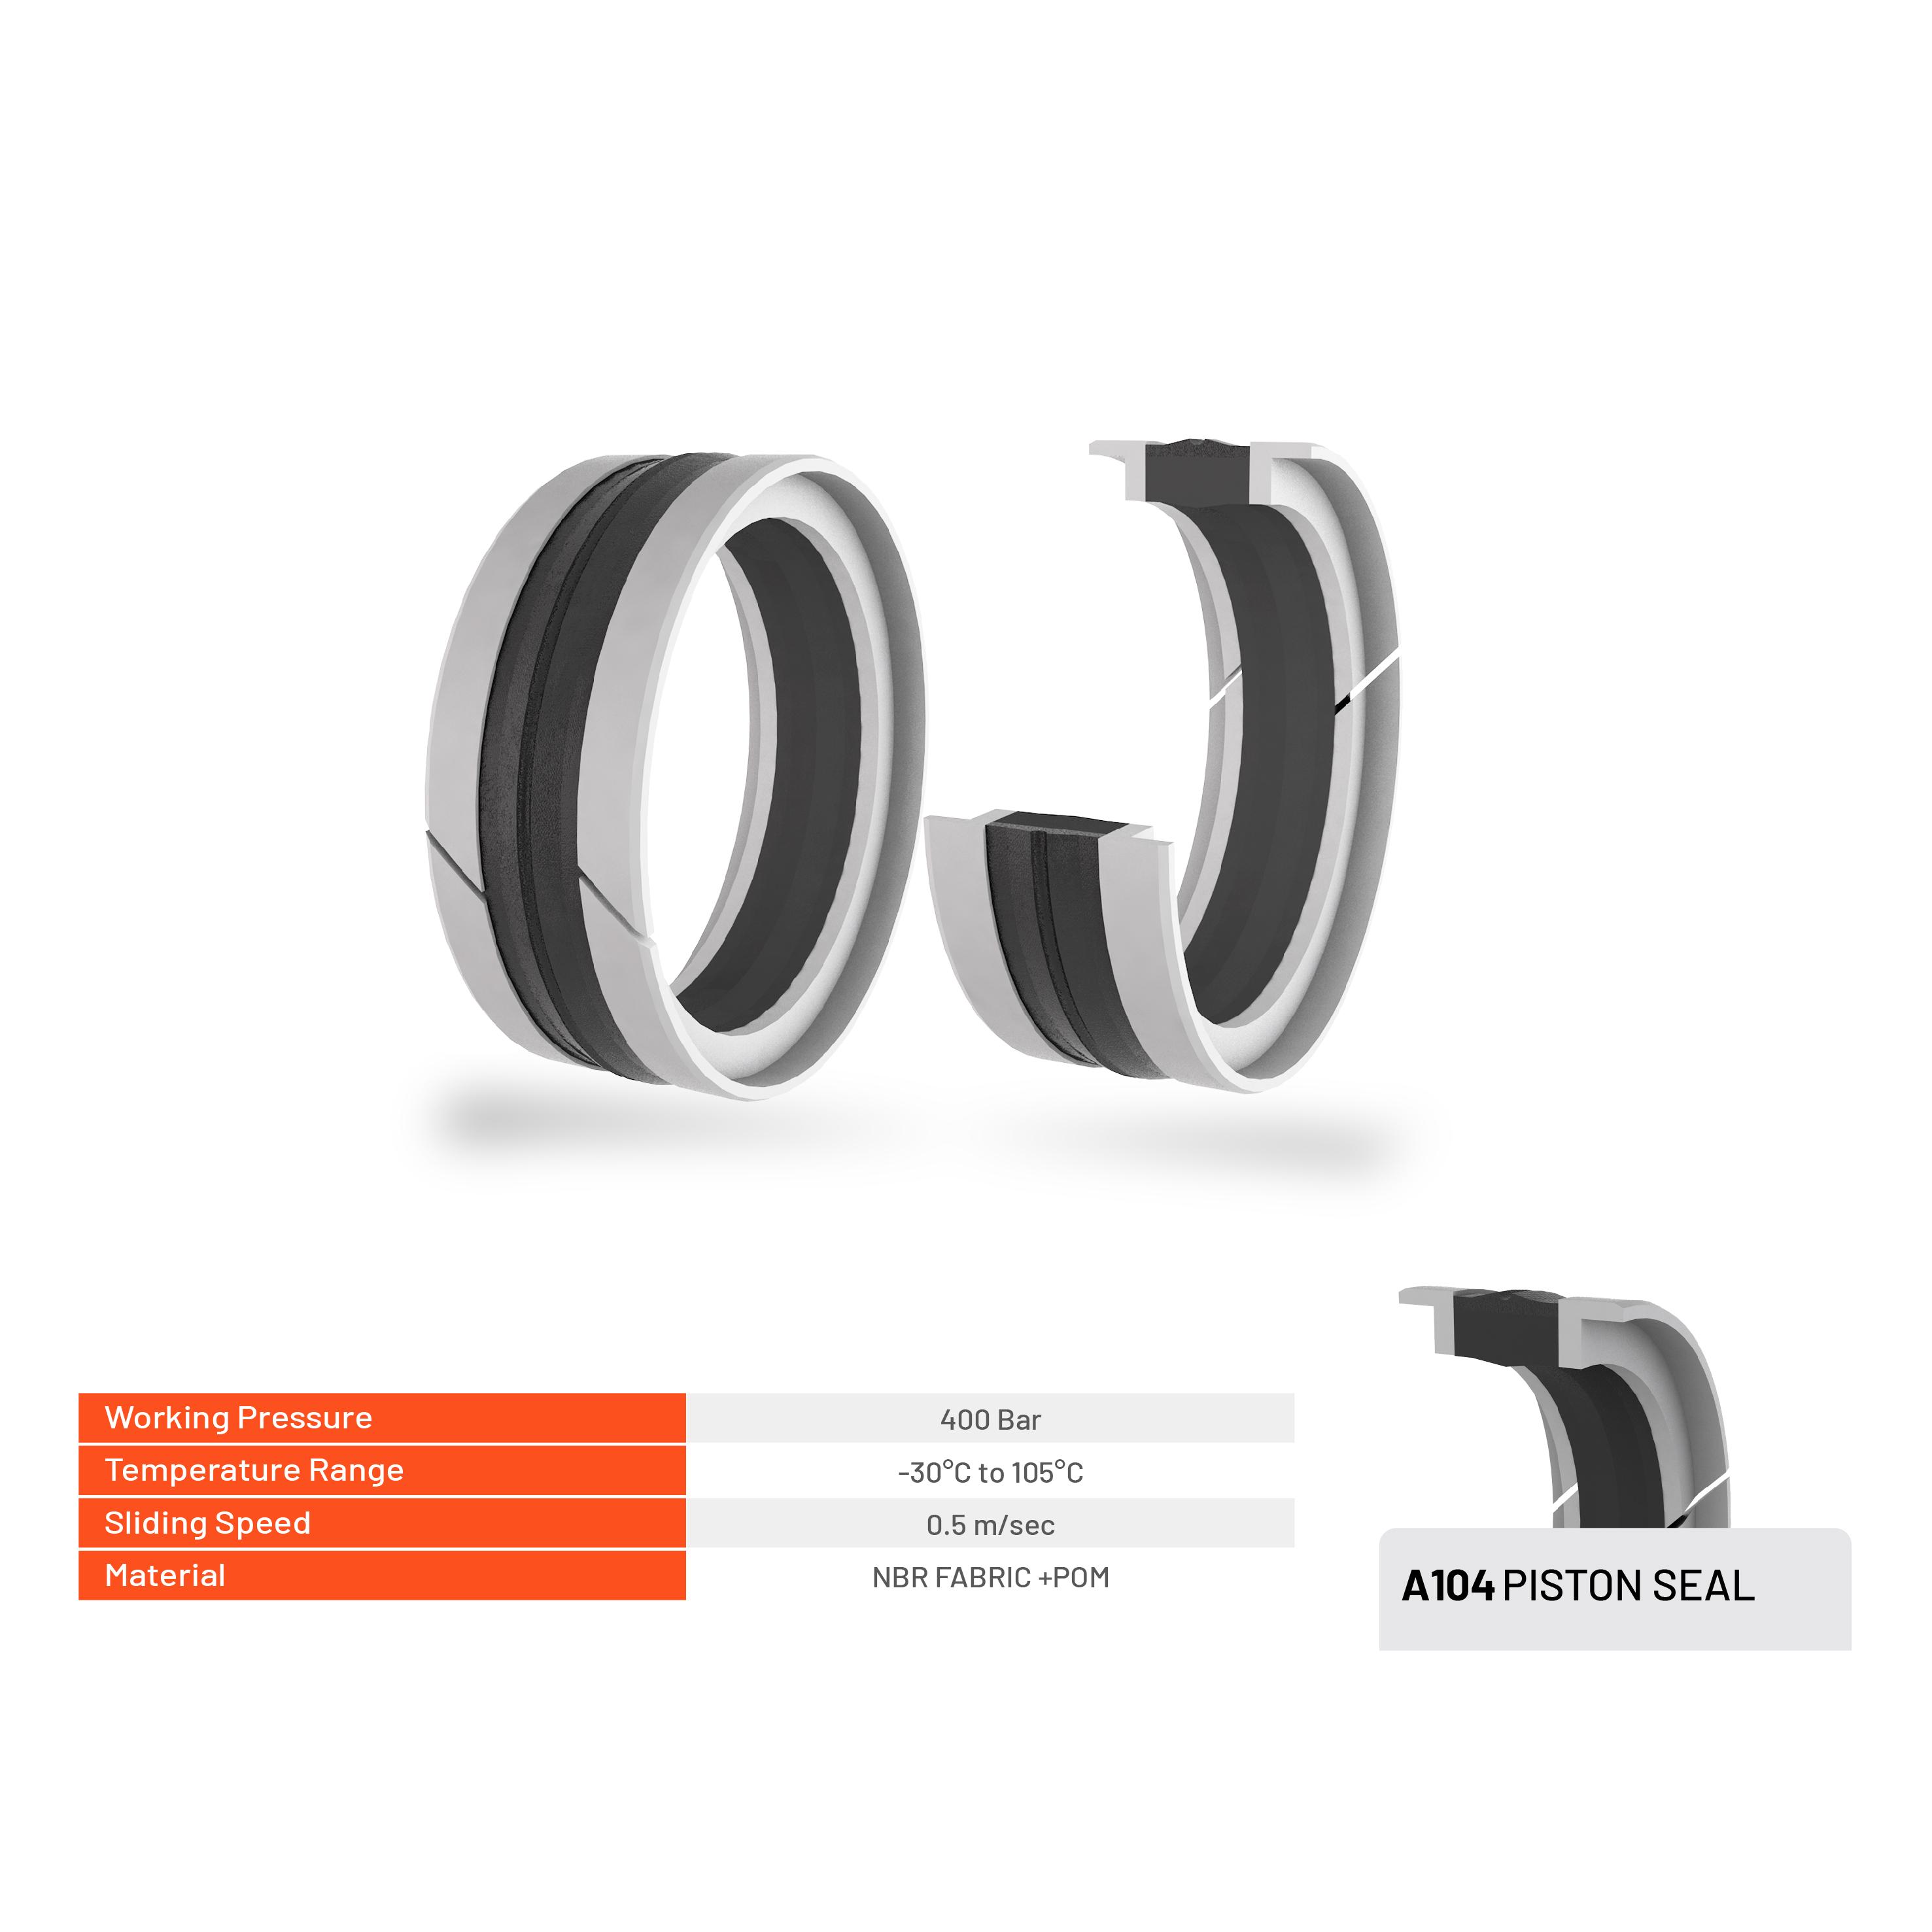 Working Pressure 400 Bar
Temperature Range -30°C to 105°C
Sliding Speed 0.5 m/sec
Material NBR FABRIC +POM
A104 PISTON SEAL